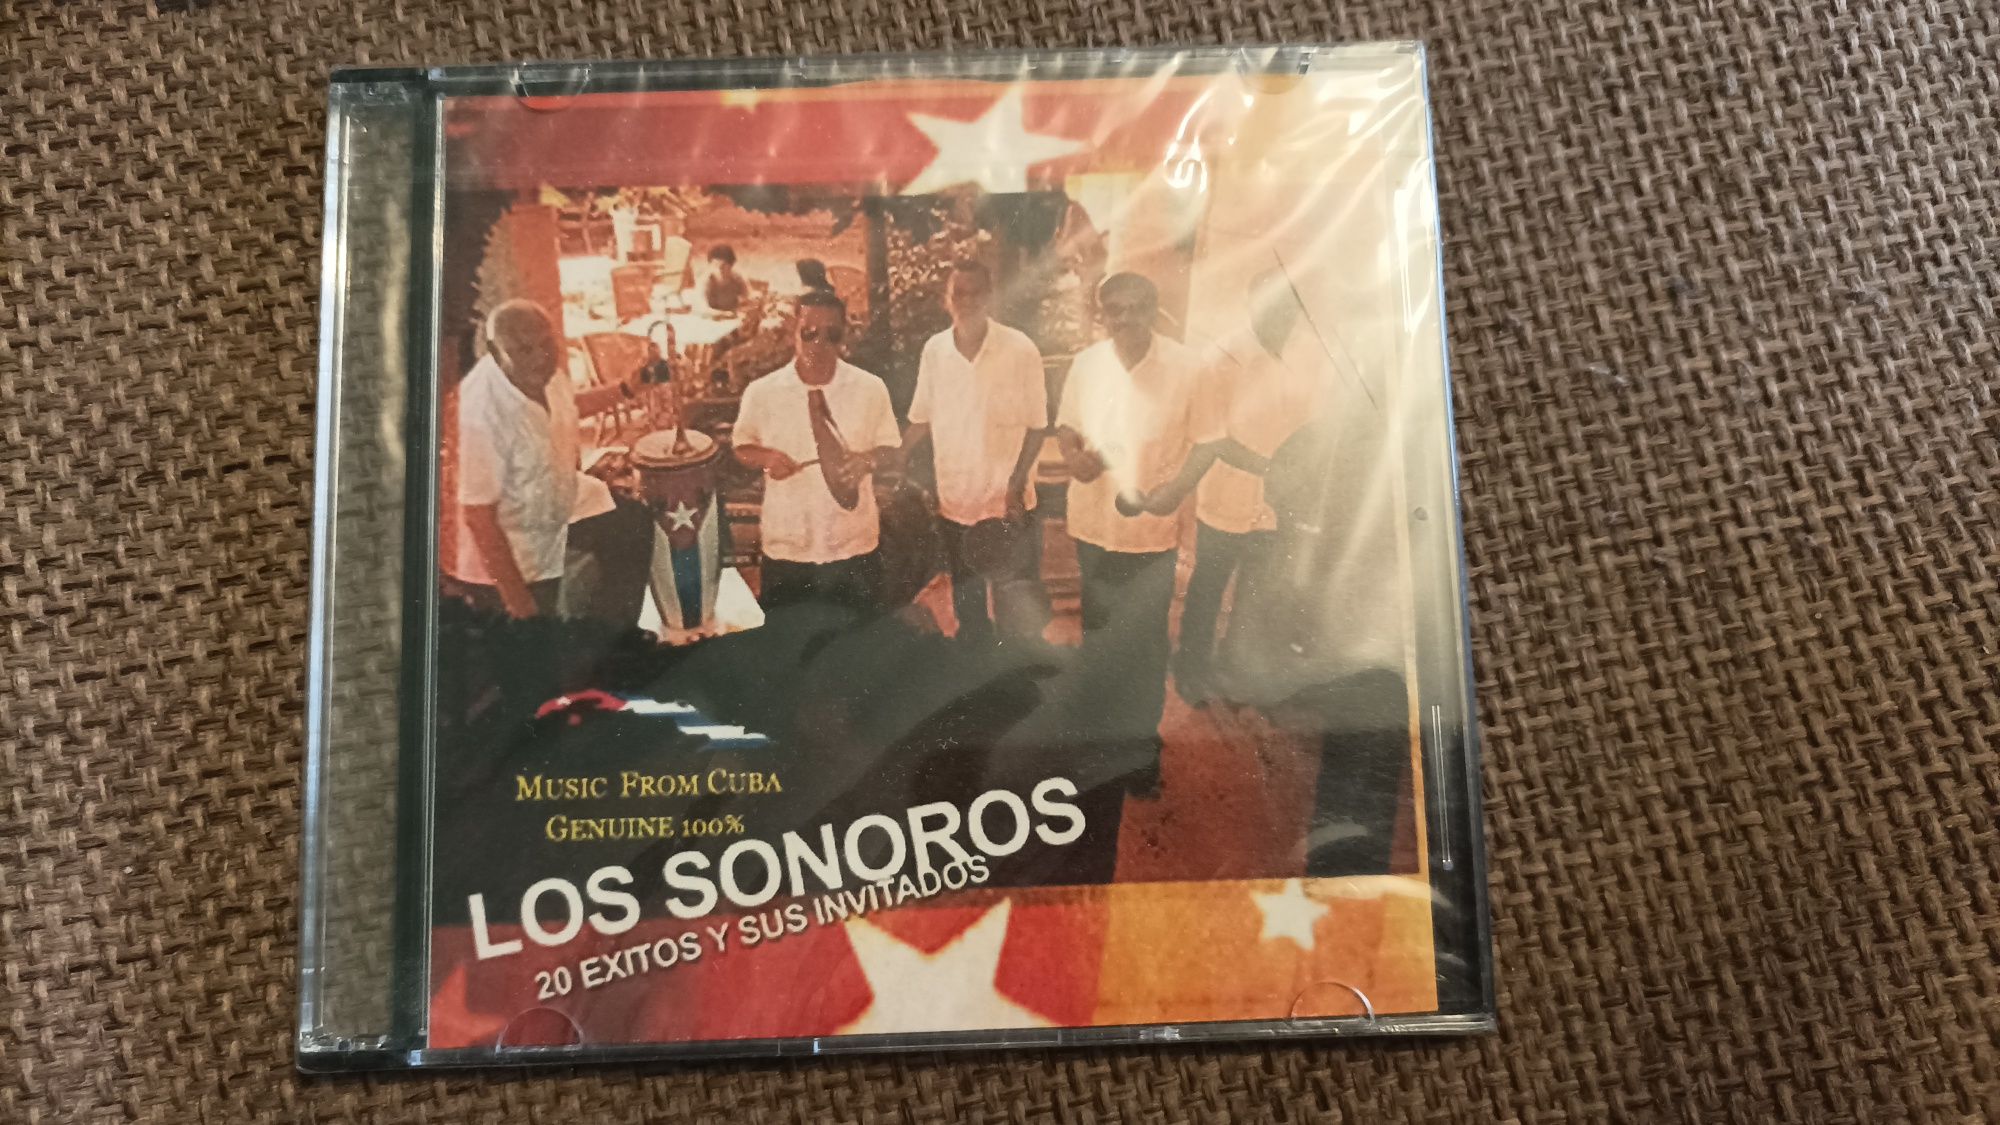 MUSIC FROM CUBA
GENUINE 100%
LOS SONOROS
20 EXITOS Y SUS INVITADOS